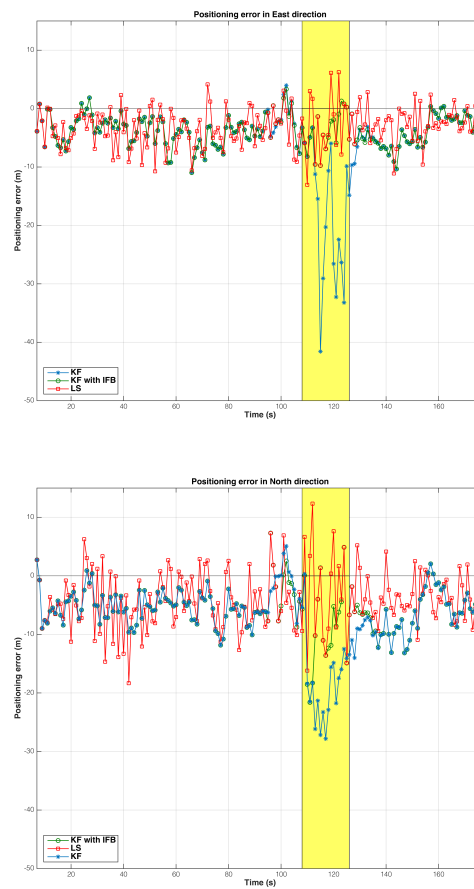 Positioning error in East direction
Positioning error (m)
10
0
-10
-20
-30
-40
-50
KF
KF with IFB
LS
20 40 60 80 100 120 140 160
Time (s)
Positioning error in North direction
Positioning error (m)
10
0
-10
-20
-30
-40
-50
KF with IFB
LS
KF
20 40 60 80 100 120 140 160
Time (s)